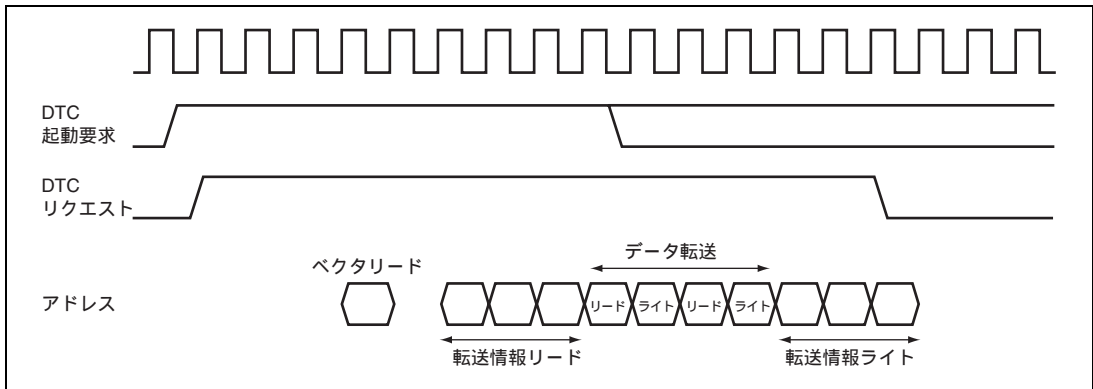 DTC
起動要求
DTC
リクエスト
データ転送
ベクタリード
アドレス
リード ライト リード ライト
転送情報リード
転送情報ライト